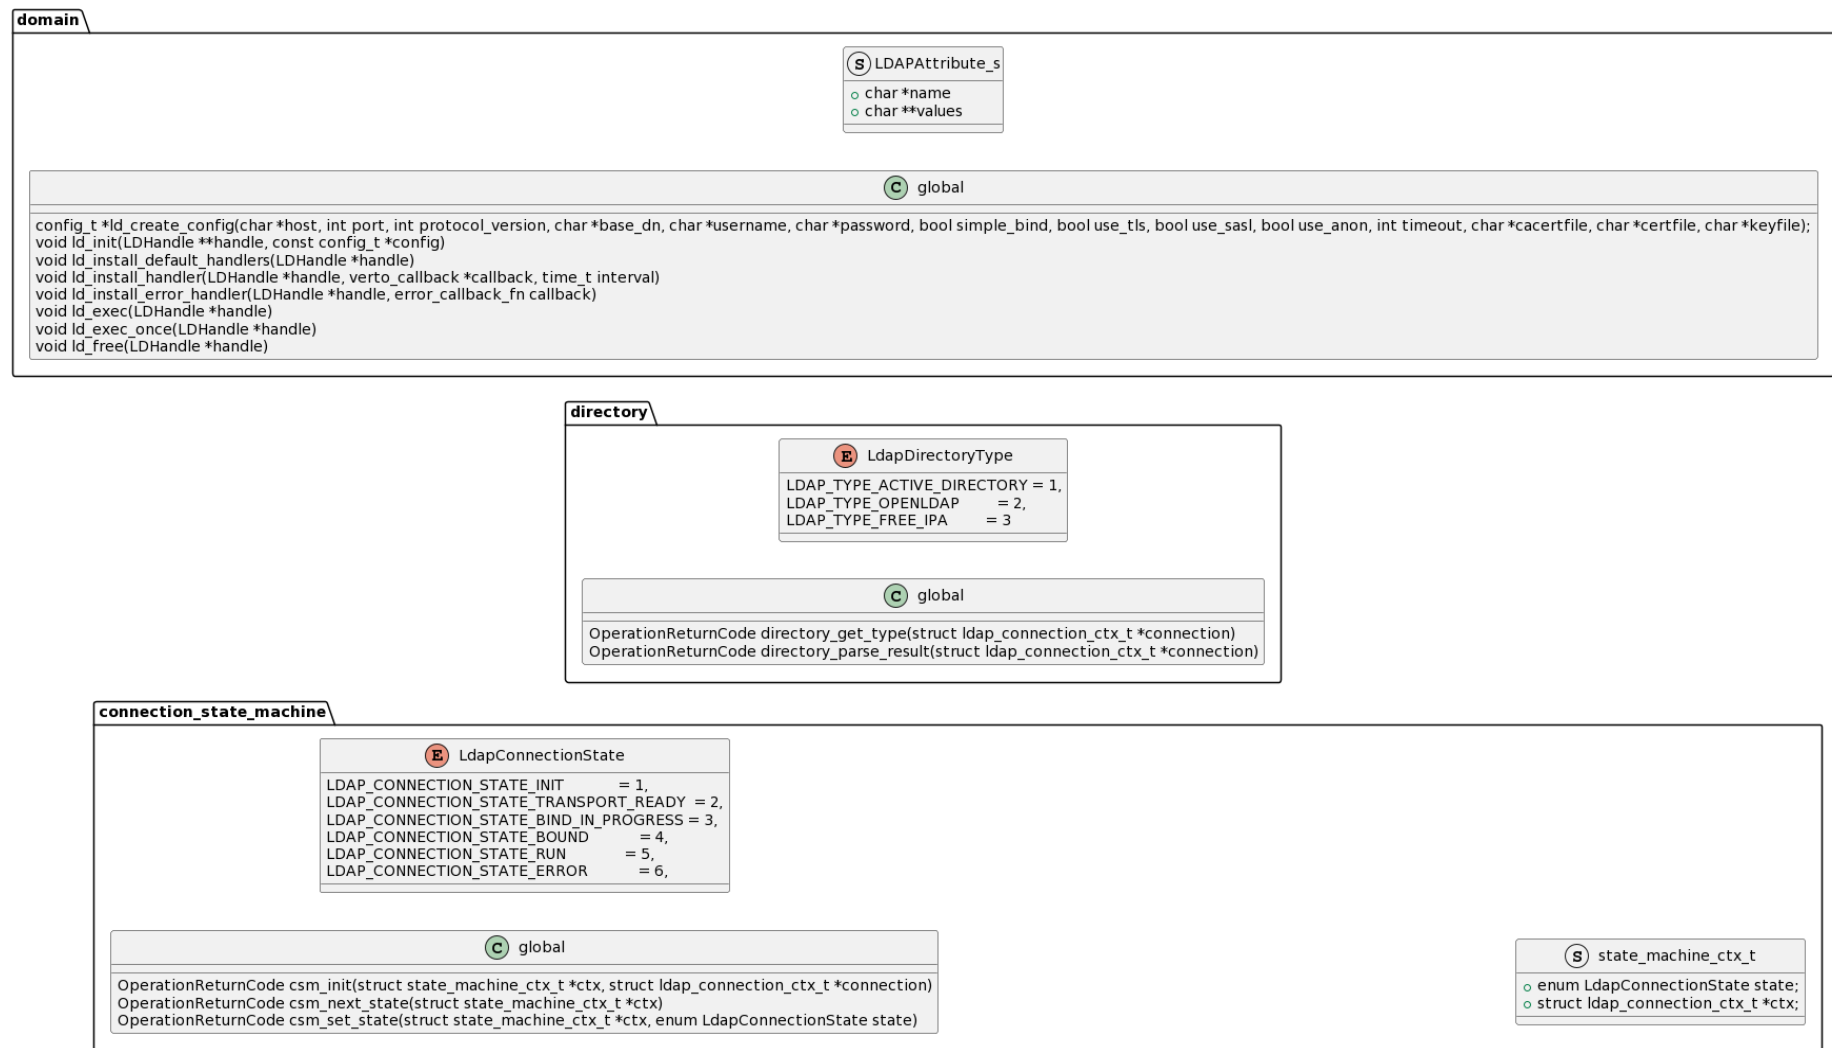 domain
S LDAPAttribute_s
char *name
char **values
C global
config_t *ld_create_config(char *host, int port, int protocol_version, char *base_dn, char *username, char *password, bool simple_bind, bool use_tls, bool use_sasl, bool use_anon, int timeout, char *cacertfile, char *certfile, char *keyfile);
void ld_init(LDHandle **handle, const config_t *config)
void ld_install_default_handlers(LDHandle *handle)
void ld_install_handler(LDHandle *handle, verto_callback *callback, time_t interval)
void ld_install_error_handler(LDHandle *handle, error_callback_fn callback)
void ld_exec(LDHandle *handle)
void ld_exec_once(LDHandle *handle)
void ld_free(LDHandle *handle)
directory
E LdapDirectoryType
LDAP_TYPE_ACTIVE_DIRECTORY = 1,
LDAP_TYPE_OPENLDAP = 2,
LDAP_TYPE_FREE_IPA = 3
C global
OperationReturnCode directory_get_type(struct ldap_connection_ctx_t *connection)
OperationReturnCode directory_parse_result(struct ldap_connection_ctx_t *connection)
connection_state_machine
E LdapConnectionState
LDAP_CONNECTION_STATE_INIT = 1,
LDAP_CONNECTION_STATE_TRANSPORT_READY = 2,
LDAP_CONNECTION_STATE_BIND_IN_PROGRESS = 3,
LDAP_CONNECTION_STATE_BOUND = 4,
LDAP_CONNECTION_STATE_RUN = 5,
LDAP_CONNECTION_STATE_ERROR = 6,
C global
OperationReturnCode csm_init(struct state_machine_ctx_t *ctx, struct ldap_connection_ctx_t *connection)
OperationReturnCode csm_next_state(struct state_machine_ctx_t *ctx)
OperationReturnCode csm_set_state(struct state_machine_ctx_t *ctx, enum LdapConnectionState state)
S state_machine_ctx_t
enum LdapConnectionState state;
struct ldap_connection_ctx_t *ctx;